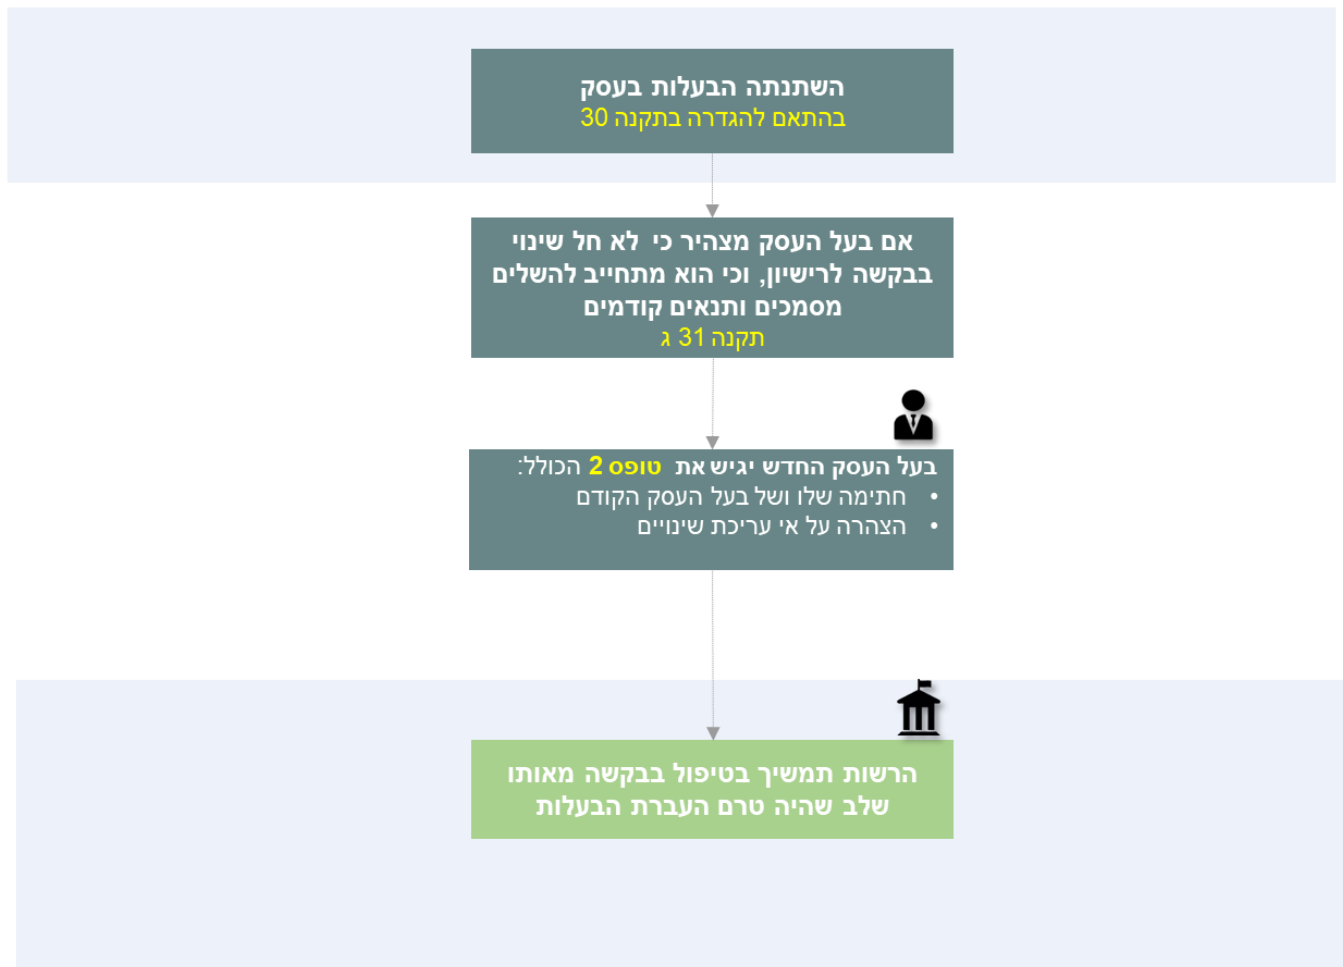 השתנתה הבעלות בעסק
בהתאם להגדרה בתקנה 30
אם בעל העסק מצהיר כי לא חל שינוי
בבקשה לרישיון, וכי הוא מתחייב להשלים
מסמכים ותנאים קודמים
תקנה 31 ג
בעל העסק החדש יגיש את טופס 2 הכולל:
• חתימה שלו ושל בעל העסק הקודם
• הצהרה על אי עריכת שינויים
הרשות תמשיך בטיפול בבקשה מאותו
שלב שהיה טרם העברת הבעלות